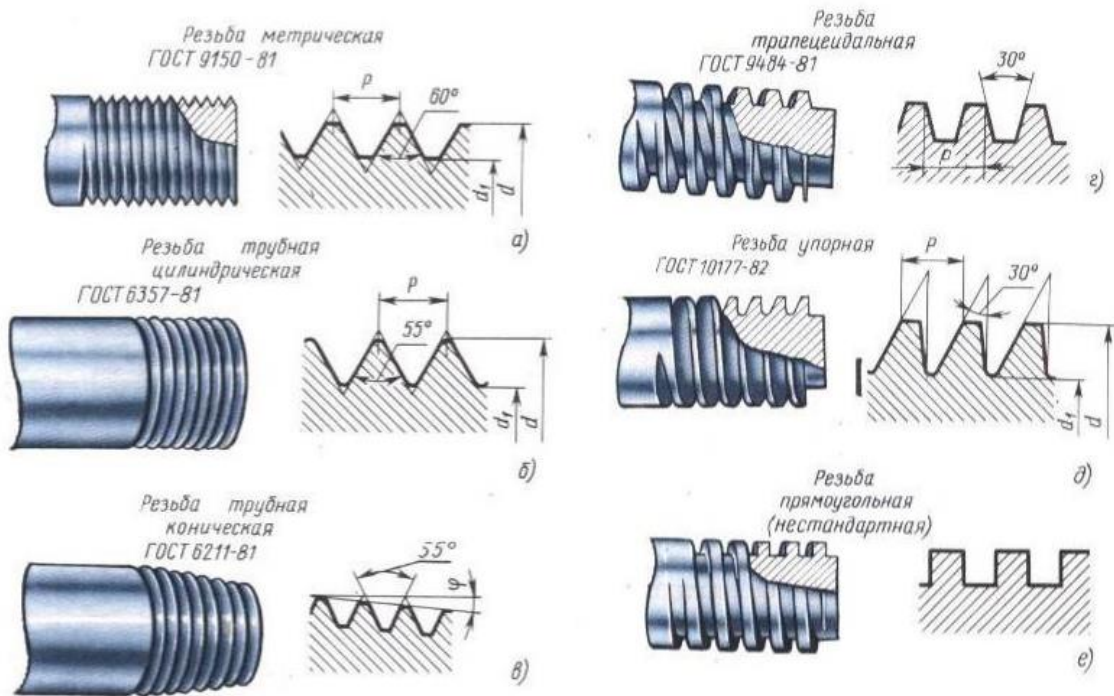 Резьба метрическая
ГОСТ 9150-81
P
60°
d₁
d
а)
Резьба трубная
цилиндрическая
ГОСТ 6357-81
P
55°
d₁
d
б)
Резьба трубная
коническая
ГОСТ 6211-81
55°
φ
в)
Резьба
трапецеидальная
ГОСТ 9484-81
30°
P
г)
Резьба упорная
ГОСТ 10177-82
P
30°
d₁
d
д)
Резьба
прямоугольная
(нестандартная)
е)